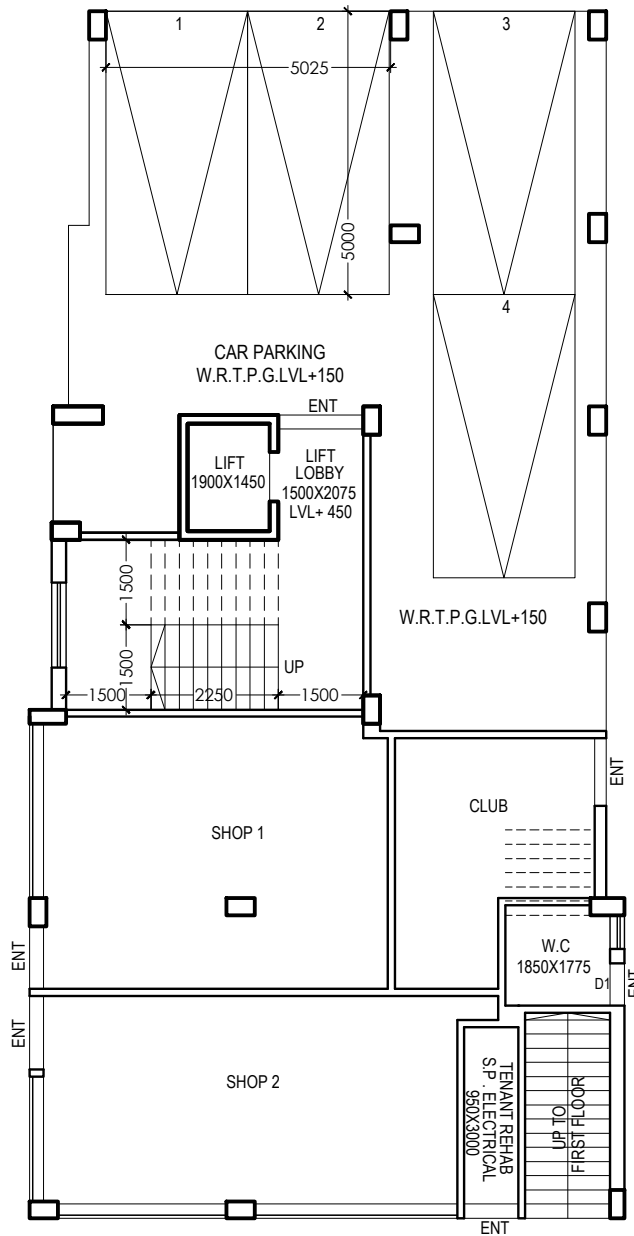 1
2
3
5025
5000
4
CAR PARKING
W.R.T.P.G.LVL+150
ENT
LIFT
1900X1450
LIFT
LOBBY
1500X2075
LVL+ 450
1500
1500
W.R.T.P.G.LVL+150
UP
1500
2250
1500
ENT
CLUB
SHOP 1
ENT
W.C
1850X1775
D1
ENT
ENT
SHOP 2
TENANT REHAB
S.P . ELECTRICAL
950X3000
UP TO
FIRST FLOOR
ENT